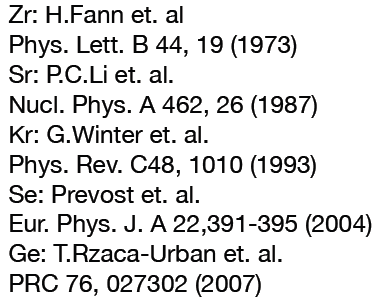 Zr: H.Fann et. al
Phys. Lett. B 44, 19 (1973)
Sr: P.C.Li et. al.
Nucl. Phys. A 462, 26 (1987)
Kr: G.Winter et. al.
Phys. Rev. C48, 1010 (1993)
Se: Prevost et. al.
Eur. Phys. J. A 22,391-395 (2004)
Ge: T.Rzaca-Urban et. al.
PRC 76, 027302 (2007)